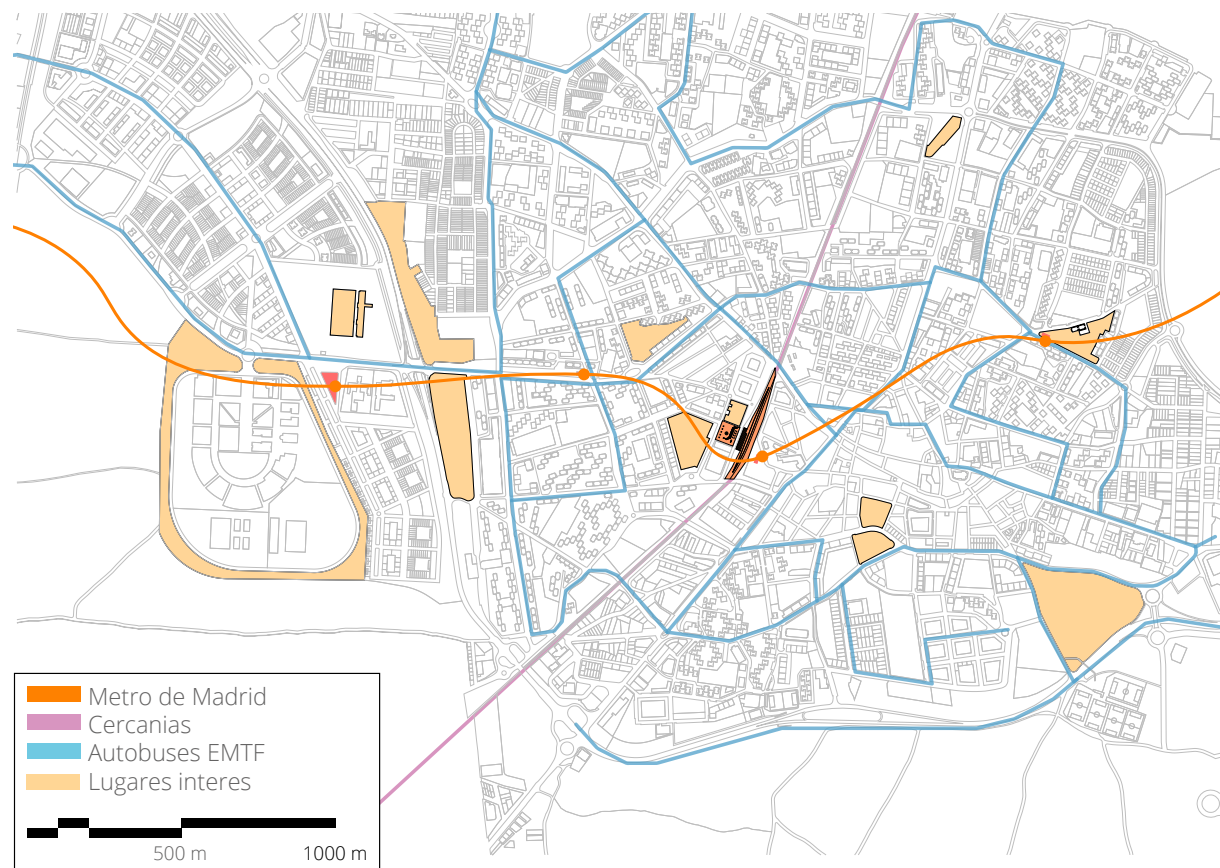 Metro de Madrid
Cercanias
Autobuses EMTF
Lugares interes
500 m
1000 m